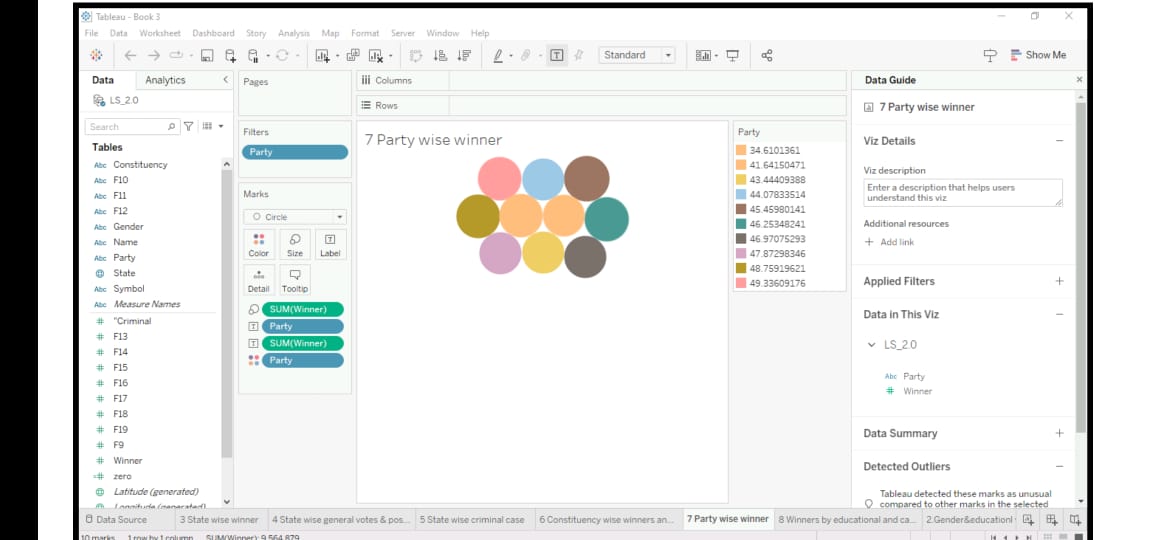 Tableau - Book 3
File Data Worksheet Dashboard Story Analysis Map Format Server Window Help
Standard
Show Me
Data Analytics
Pages
Columns
Rows
Data Guide
LS_2.0
Search
Tables
Abc Constituency
Abc F10
Abc F11
Abc F12
Abc Gender
Abc Name
Abc Party
State
Abc Symbol
Abc Measure Names
# "Criminal
# F13
# F14
# F15
# F16
# F17
# F18
# F19
# F9
# Winner
=# zero
Latitude (generated)
Longitude (generated)
Filters
Party
Marks
Circle
Color Size Label
Detail Tooltip
SUM(Winner)
Party
SUM(Winner)
Party
7 Party wise winner
Party
34.6101361
41.64150471
43.44409388
44.07833514
45.45980141
46.25348241
46.97075293
47.87298346
48.75919621
49.33609176
7 Party wise winner
Viz Details
Viz description
Enter a description that helps users
understand this viz
Additional resources
+ Add link
Applied Filters
Data in This Viz
LS_2.0
Abc Party
# Winner
Data Summary
Detected Outliers
Tableau detected these marks as unusual
compared to other marks in the selected
Data Source 3 State wise winner 4 State wise general votes & pos... 5 State wise criminal case 6 Constituency wise winners an... 7 Party wise winner 8 Winners by educational and ca... 2.Gender&educationl
10 marks 1 row by 1 column SUM(Winner): 9,564,879